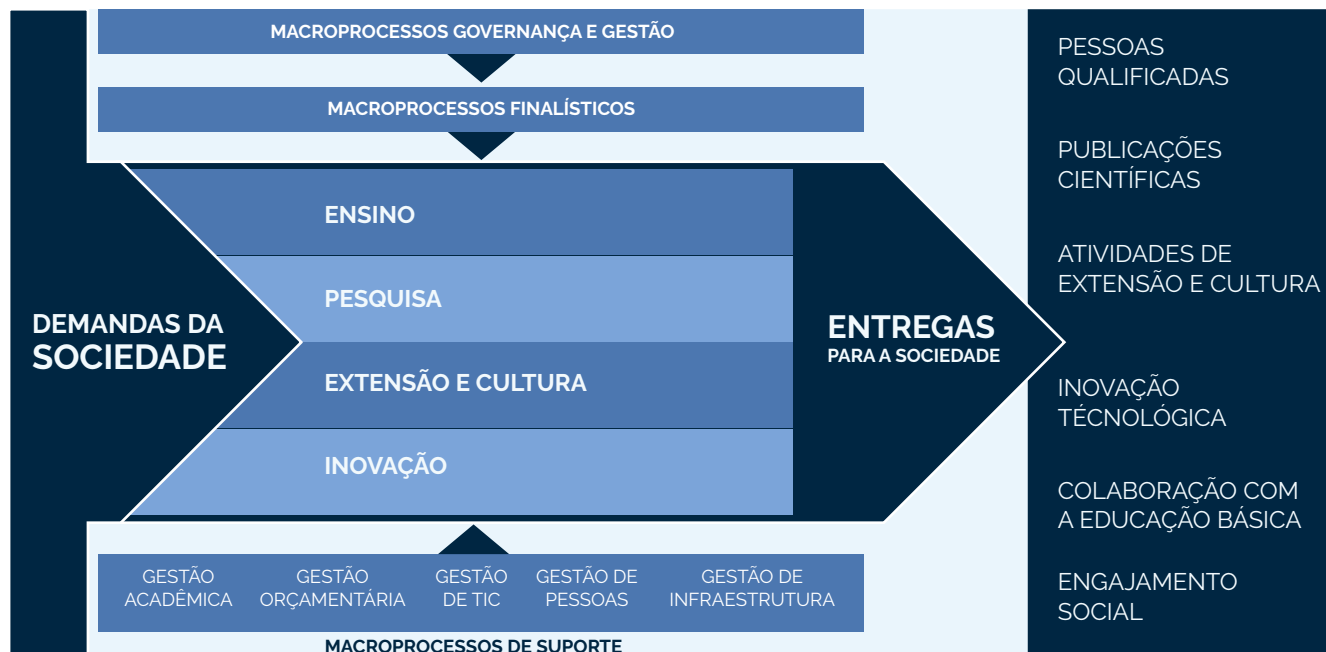 MACROPROCESSOS GOVERNANÇA E GESTÃO
MACROPROCESSOS FINALÍSTICOS
DEMANDAS DA
SOCIEDADE
ENSINO
PESQUISA
EXTENSÃO E CULTURA
INOVAÇÃO
ENTREGAS
PARA A SOCIEDADE
GESTÃO
ACADÊMICA
GESTÃO
ORÇAMENTÁRIA
GESTÃO
DE TIC
GESTÃO DE
PESSOAS
GESTÃO DE
INFRAESTRUTURA
MACROPROCESSOS DE SUPORTE
PESSOAS
QUALIFICADAS
PUBLICAÇÕES
CIENTÍFICAS
ATIVIDADES DE
EXTENSÃO E CULTURA
INOVAÇÃO
TÉCNOLÓGICA
COLABORAÇÃO COM
A EDUCAÇÃO BÁSICA
ENGAJAMENTO
SOCIAL